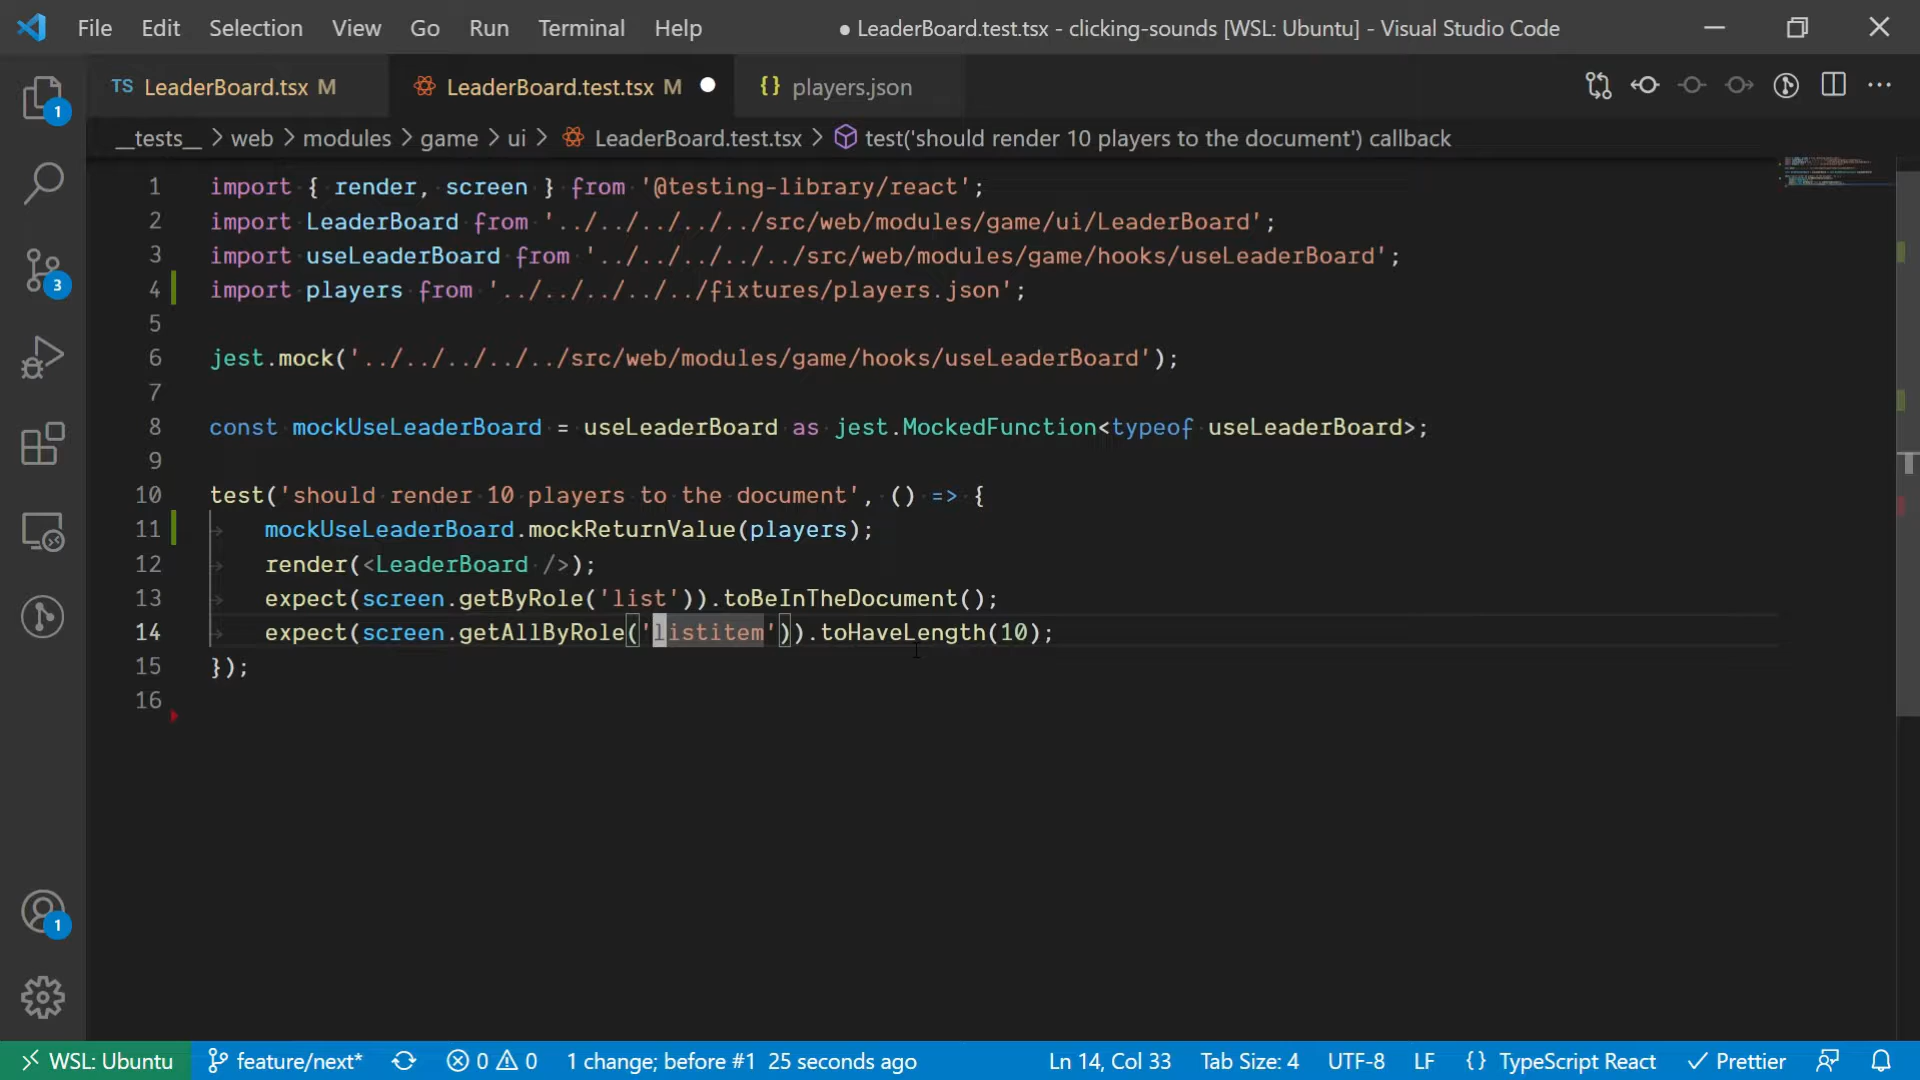 File Edit Selection View Go Run Terminal Help ● LeaderBoard.test.tsx - clicking-sounds [WSL: Ubuntu] - Visual Studio Code
TS LeaderBoard.tsx M LeaderBoard.test.tsx M ● {} players.json
__tests__ > web > modules > game > ui > LeaderBoard.test.tsx > test('should render 10 players to the document') callback
1 import { render, screen } from '@testing-library/react';
2 import LeaderBoard from '../../../../../src/web/modules/game/ui/LeaderBoard';
3 import useLeaderBoard from '../../../../../src/web/modules/game/hooks/useLeaderBoard';
4 import players from '../../../../../fixtures/players.json';
5
6 jest.mock('../../../../../src/web/modules/game/hooks/useLeaderBoard');
7
8 const mockUseLeaderBoard = useLeaderBoard as jest.MockedFunction<typeof useLeaderBoard>;
9
10 test('should render 10 players to the document', () => {
11 mockUseLeaderBoard.mockReturnValue(players);
12 render(<LeaderBoard />);
13 expect(screen.getByRole('list')).toBeInTheDocument();
14 expect(screen.getAllByRole('listitem')).toHaveLength(10);
15 });
16
1
3
1
WSL: Ubuntu feature/next* 0 0 1 change; before #1 25 seconds ago Ln 14, Col 33 Tab Size: 4 UTF-8 LF {} TypeScript React ✓ Prettier